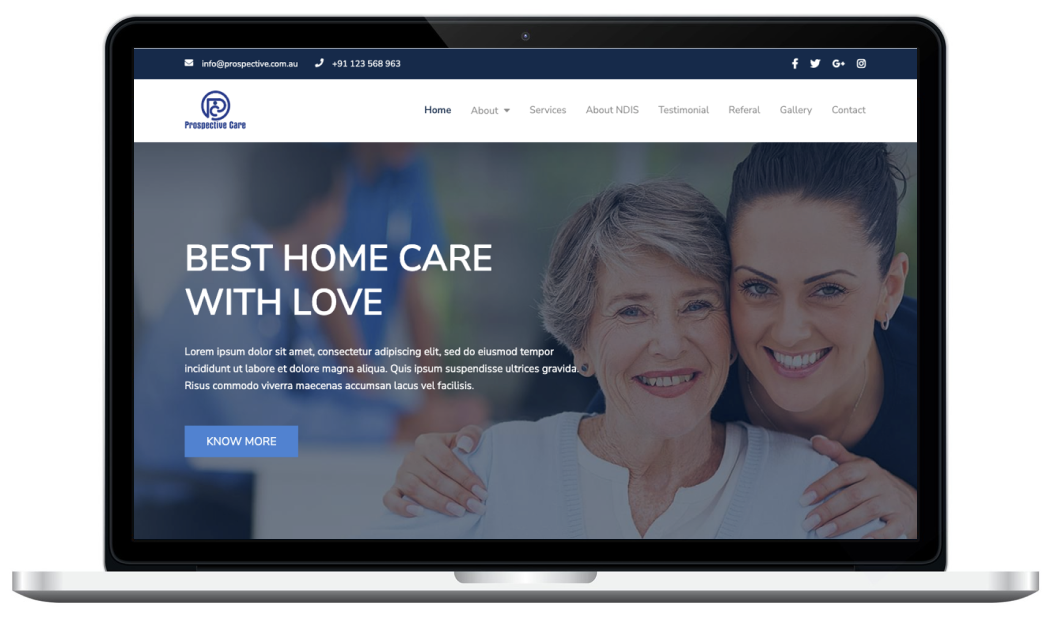 info@prospective.com.au +91 123 568 963 G+
Prospective Care
Home About Services About NDIS Testimonial Referal Gallery Contact
BEST HOME CARE
WITH LOVE
Lorem ipsum dolor sit amet, consectetur adipiscing elit, sed do eiusmod tempor
incididunt ut labore et dolore magna aliqua. Quis ipsum suspendisse ultrices gravida.
Risus commodo viverra maecenas accumsan lacus vel facilisis.
KNOW MORE